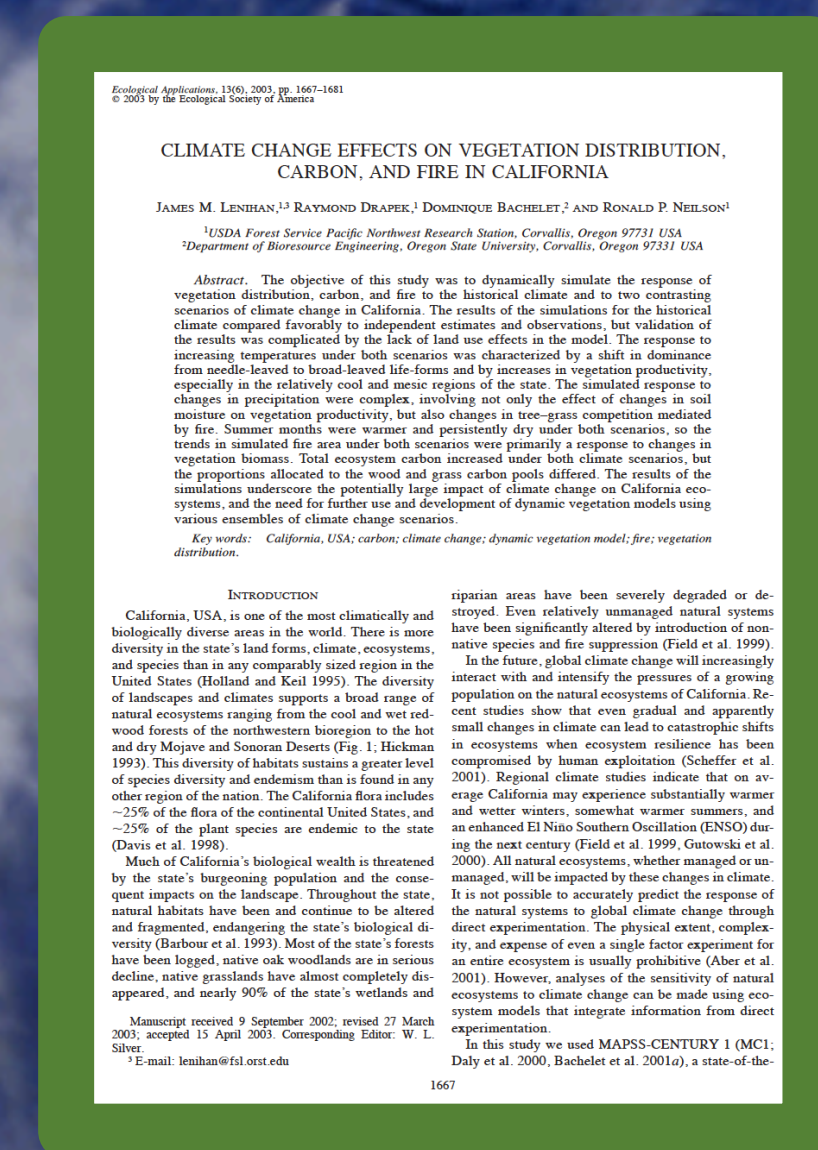 Ecological Applications, 13(6), 2003, pp. 1667–1681
© 2003 by the Ecological Society of America
CLIMATE CHANGE EFFECTS ON VEGETATION DISTRIBUTION,
CARBON, AND FIRE IN CALIFORNIA
JAMES M. LENIHAN,1,3 RAYMOND DRAPEK,1 DOMINIQUE BACHELET,2 AND RONALD P. NEILSON1
1USDA Forest Service Pacific Northwest Research Station, Corvallis, Oregon 97731 USA
2Department of Bioresource Engineering, Oregon State University, Corvallis, Oregon 97331 USA
Abstract. The objective of this study was to dynamically simulate the response of
vegetation distribution, carbon, and fire to the historical climate and to two contrasting
scenarios of climate change in California. The results of the simulations for the historical
climate compared favorably to independent estimates and observations, but validation of
the results was complicated by the lack of land use effects in the model. The response to
increasing temperatures under both scenarios was characterized by a shift in dominance
from needle-leaved to broad-leaved life-forms and by increases in vegetation productivity,
especially in the relatively cool and mesic regions of the state. The simulated response to
changes in precipitation were complex, involving not only the effect of changes in soil
moisture on vegetation productivity, but also changes in tree–grass competition mediated
by fire. Summer months were warmer and persistently dry under both scenarios, so the
trends in simulated fire area under both scenarios were primarily a response to changes in
vegetation biomass. Total ecosystem carbon increased under both climate scenarios, but
the proportions allocated to the wood and grass carbon pools differed. The results of the
simulations underscore the potentially large impact of climate change on California eco-
systems, and the need for further use and development of dynamic vegetation models using
various ensembles of climate change scenarios.
Key words: California, USA; carbon; climate change; dynamic vegetation model; fire; vegetation
distribution.
INTRODUCTION
California, USA, is one of the most climatically and
biologically diverse areas in the world. There is more
diversity in the state's land forms, climate, ecosystems,
and species than in any comparably sized region in the
United States (Holland and Keil 1995). The diversity
of landscapes and climates supports a broad range of
natural ecosystems ranging from the cool and wet red-
wood forests of the northwestern bioregion to the hot
and dry Mojave and Sonoran Deserts (Fig. 1; Hickman
1993). This diversity of habitats sustains a greater level
of species diversity and endemism than is found in any
other region of the nation. The California flora includes
~25% of the flora of the continental United States, and
~25% of the plant species are endemic to the state
(Davis et al. 1998).
Much of California's biological wealth is threatened
by the state's burgeoning population and the conse-
quent impacts on the landscape. Throughout the state,
natural habitats have been and continue to be altered
and fragmented, endangering the state's biological di-
versity (Barbour et al. 1993). Most of the state's forests
have been logged, native oak woodlands are in serious
decline, native grasslands have almost completely dis-
appeared, and nearly 90% of the state's wetlands and
Manuscript received 9 September 2002; revised 27 March
2003; accepted 15 April 2003. Corresponding Editor: W. L.
Silver.
3 E-mail: lenihan@fsl.orst.edu
riparian areas have been severely degraded or de-
stroyed. Even relatively unmanaged natural systems
have been significantly altered by introduction of non-
native species and fire suppression (Field et al. 1999).
In the future, global climate change will increasingly
interact with and intensify the pressures of a growing
population on the natural ecosystems of California. Re-
cent studies show that even gradual and apparently
small changes in climate can lead to catastrophic shifts
in ecosystems when ecosystem resilience has been
compromised by human exploitation (Scheffer et al.
2001). Regional climate studies indicate that on av-
erage California may experience substantially warmer
and wetter winters, somewhat warmer summers, and
an enhanced El Niño Southern Oscillation (ENSO) dur-
ing the next century (Field et al. 1999, Gutowski et al.
2000). All natural ecosystems, whether managed or un-
managed, will be impacted by these changes in climate.
It is not possible to accurately predict the response of
the natural systems to global climate change through
direct experimentation. The physical extent, complex-
ity, and expense of even a single factor experiment for
an entire ecosystem is usually prohibitive (Aber et al.
2001). However, analyses of the sensitivity of natural
ecosystems to climate change can be made using eco-
system models that integrate information from direct
experimentation.
In this study we used MAPSS-CENTURY 1 (MC1;
Daly et al. 2000, Bachelet et al. 2001a), a state-of-the-
1667